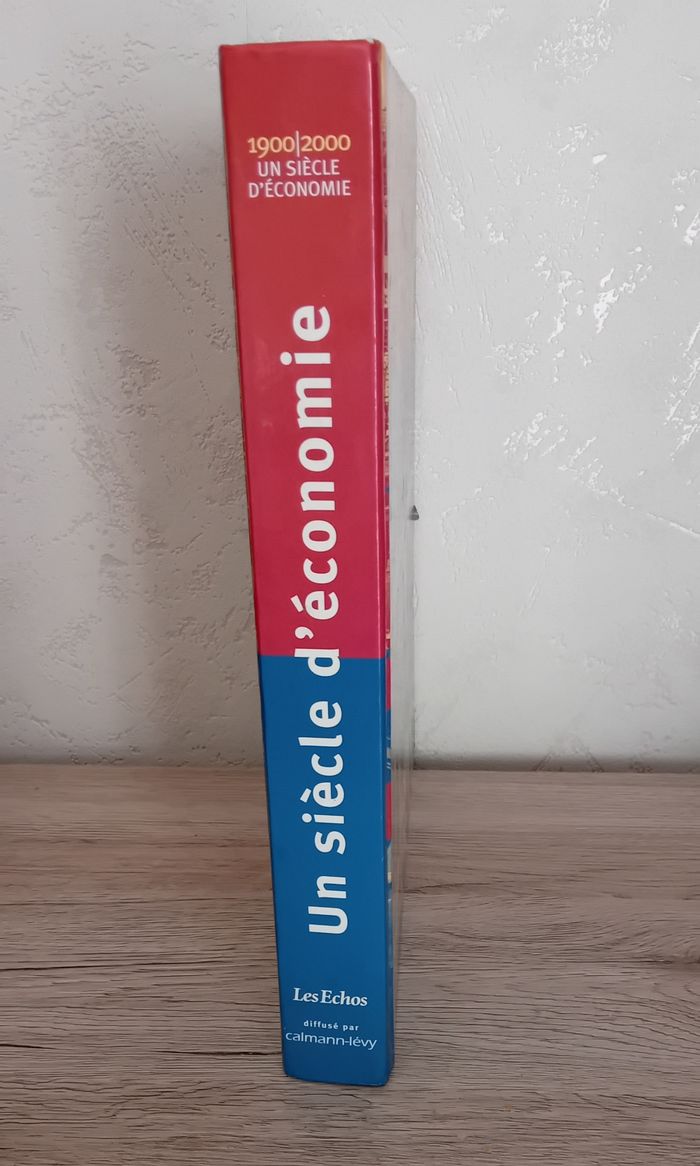 1900|2000
UN SIÈCLE
D'ÉCONOMIE
Un siècle d'économie
Les Echos
diffusé par
calmann-lévy